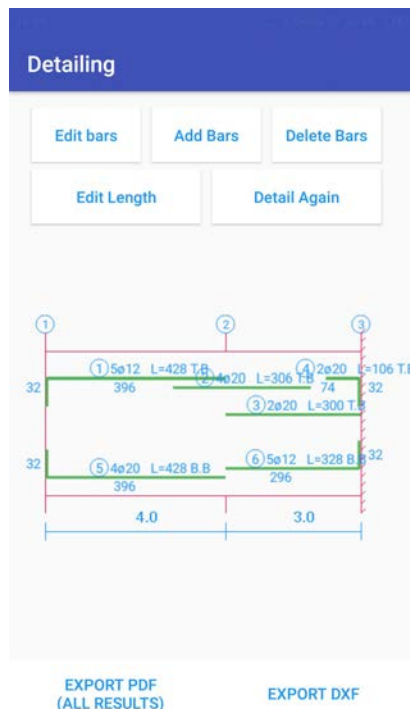 Detailing
Edit bars
Add Bars
Delete Bars
Edit Length
Detail Again
1
2
3
1 5ø12 L=428 T.B
4 2ø20 L=106 T.B
32
396
2 4ø20 L=306 T.B
74
32
3 2ø20 L=300 T.B
32
5 4ø20 L=428 B.B
6 5ø12 L=328 B.B
32
396
296
4.0
3.0
EXPORT PDF
(ALL RESULTS)
EXPORT DXF